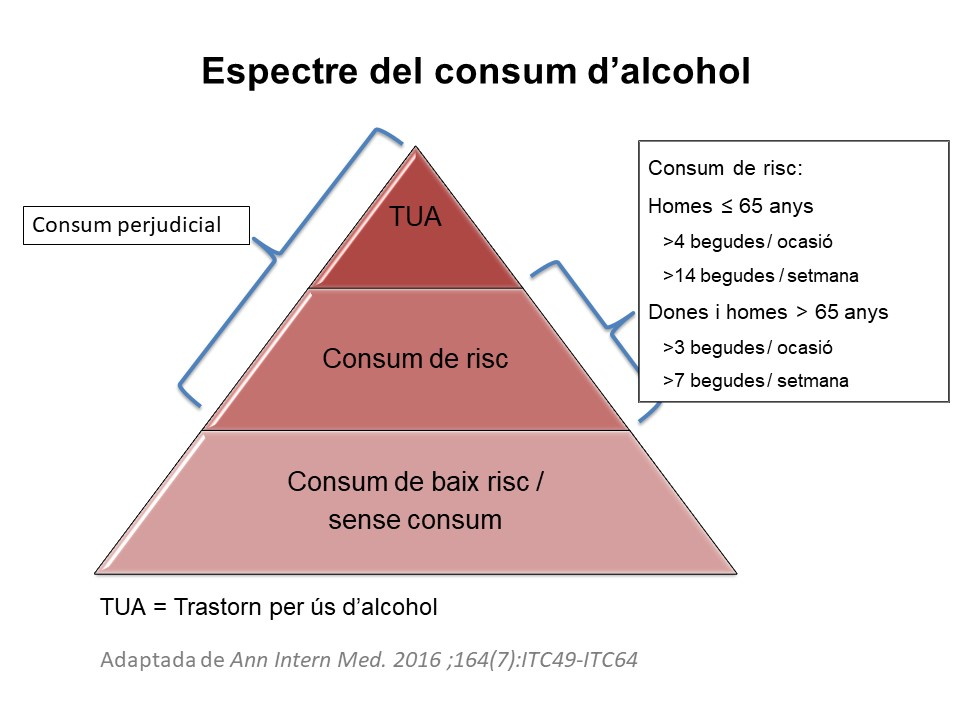 Espectre del consum d’alcohol
Consum perjudicial
TUA
Consum de risc
Consum de baix risc /
sense consum
Consum de risc:
Homes ≤ 65 anys
>4 begudes / ocasió
>14 begudes / setmana
Dones i homes > 65 anys
>3 begudes / ocasió
>7 begudes / setmana
TUA = Trastorn per ús d’alcohol
Adaptada de Ann Intern Med. 2016 ;164(7):ITC49-ITC64